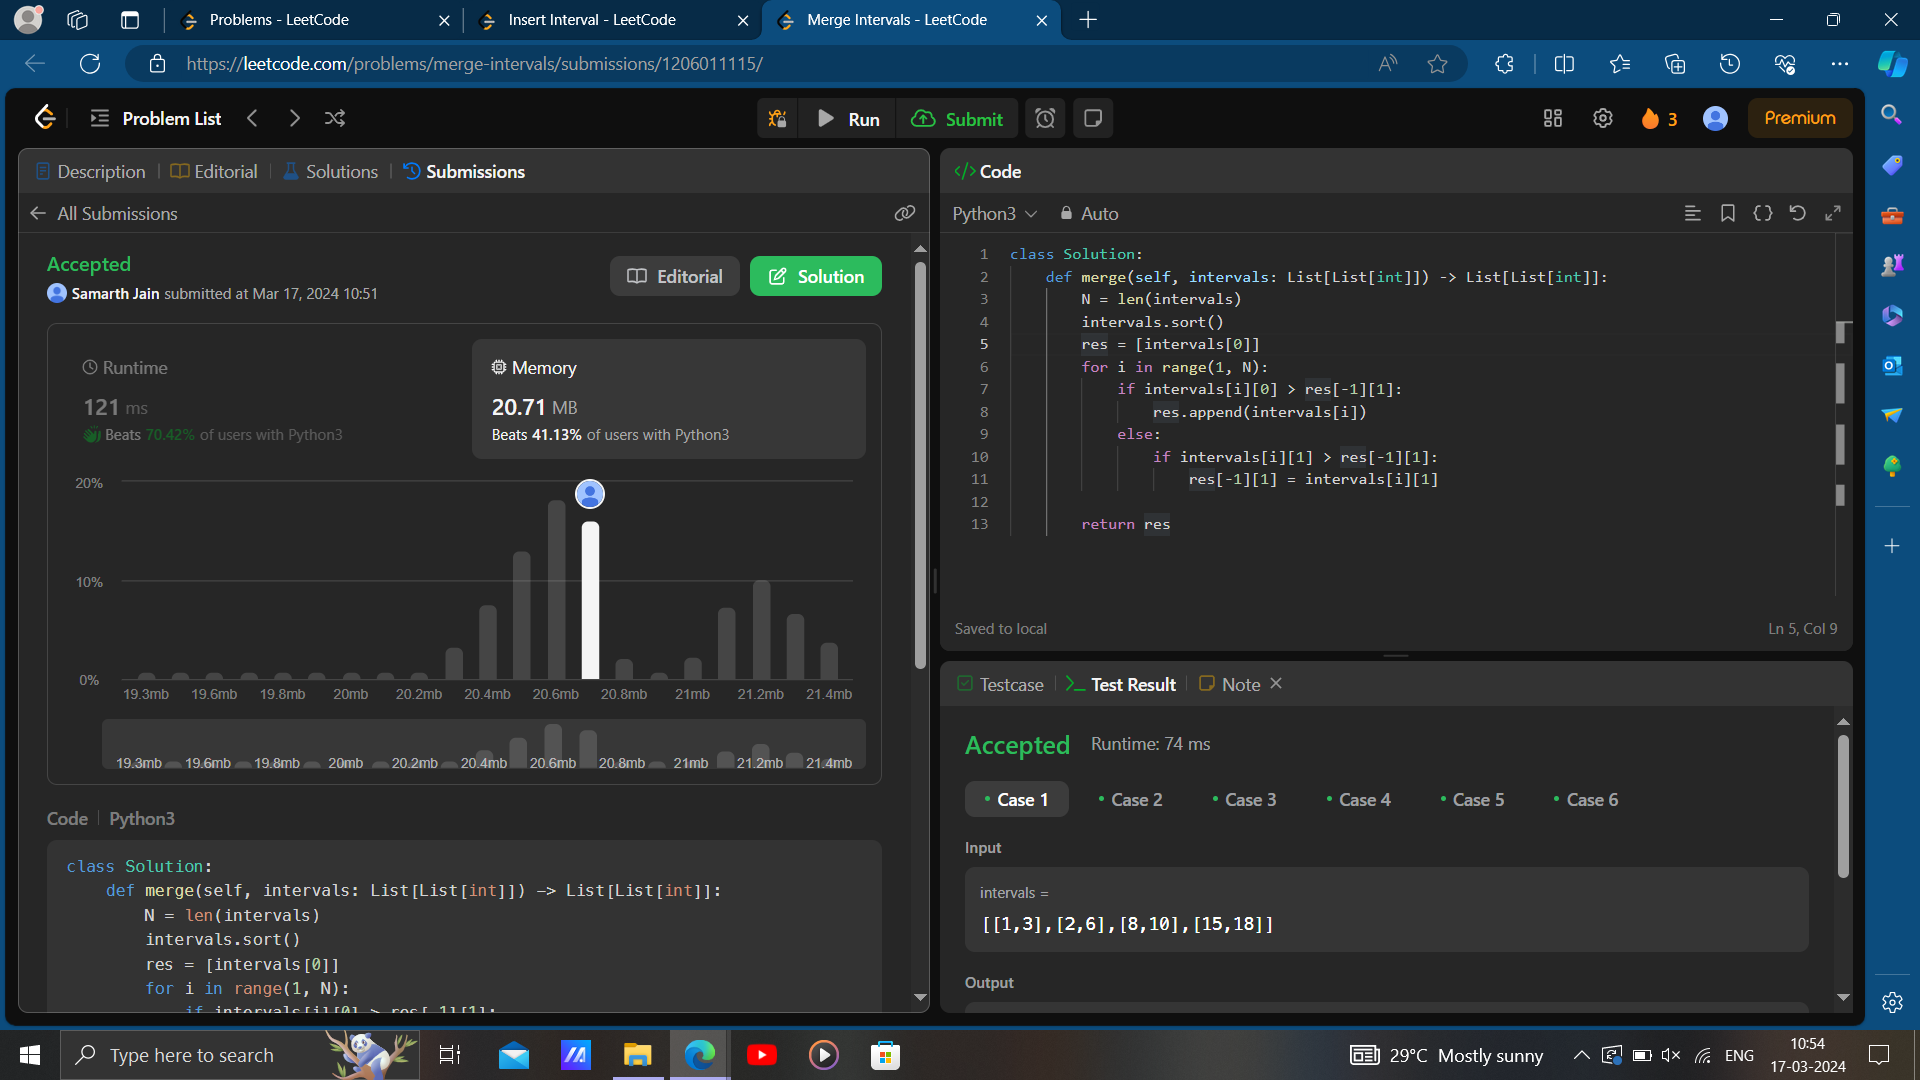 Problems - LeetCode
Insert Interval - LeetCode
Merge Intervals - LeetCode
https://leetcode.com/problems/merge-intervals/submissions/1206011115/
Problem List
Run
Submit
3
Premium
Description
Editorial
Solutions
Submissions
All Submissions
Accepted
Samarth Jain submitted at Mar 17, 2024 10:51
Editorial
Solution
Runtime
121 ms
Beats 70.42% of users with Python3
Memory
20.71 MB
Beats 41.13% of users with Python3
20%
10%
0%
19.3mb 19.6mb 19.8mb 20mb 20.2mb 20.4mb 20.6mb 20.8mb 21mb 21.2mb 21.4mb
19.3mb 19.6mb 19.8mb 20mb 20.2mb 20.4mb 20.6mb 20.8mb 21mb 21.2mb 21.4mb
Code Python3
class Solution:
def merge(self, intervals: List[List[int]]) -> List[List[int]]:
N = len(intervals)
intervals.sort()
res = [intervals[0]]
for i in range(1, N):
if intervals[i][0] > res[-1][1]:
</> Code
Python3
Auto
1 class Solution:
2 def merge(self, intervals: List[List[int]]) -> List[List[int]]:
3 N = len(intervals)
4 intervals.sort()
5 res = [intervals[0]]
6 for i in range(1, N):
7 if intervals[i][0] > res[-1][1]:
8 res.append(intervals[i])
9 else:
10 if intervals[i][1] > res[-1][1]:
11 res[-1][1] = intervals[i][1]
12
13 return res
Saved to local
Ln 5, Col 9
Testcase
Test Result
Note
Accepted
Runtime: 74 ms
Case 1
Case 2
Case 3
Case 4
Case 5
Case 6
Input
intervals =
[[1,3],[2,6],[8,10],[15,18]]
Output
Type here to search
29°C Mostly sunny
ENG
10:54
17-03-2024